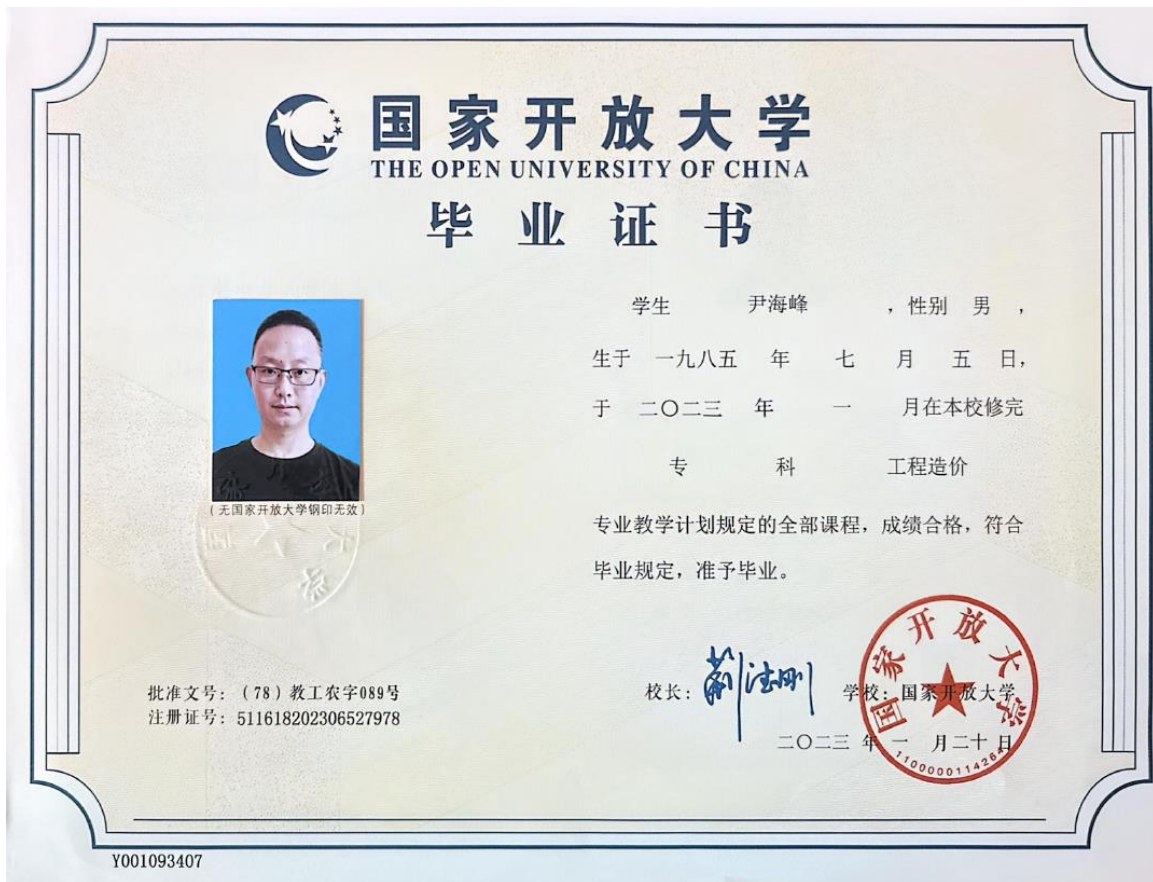 国家开放大学
THE OPEN UNIVERSITY OF CHINA
毕业证书
学生 尹海峰 ,性别 男 ,
生于 一九八五 年 七 月 五 日,
于 二〇二三 年 一 月在本校修完
专 科 工程造价
专业教学计划规定的全部课程,成绩合格,符合
毕业规定,准予毕业。
(无国家开放大学钢印无效)
批准文号:(78)教工农字089号
注册证号:511618202306527978
校长: 学校:国家开放大学
二〇二三 年 一 月二十日
国家开放大学
1100000114264
Y001093407